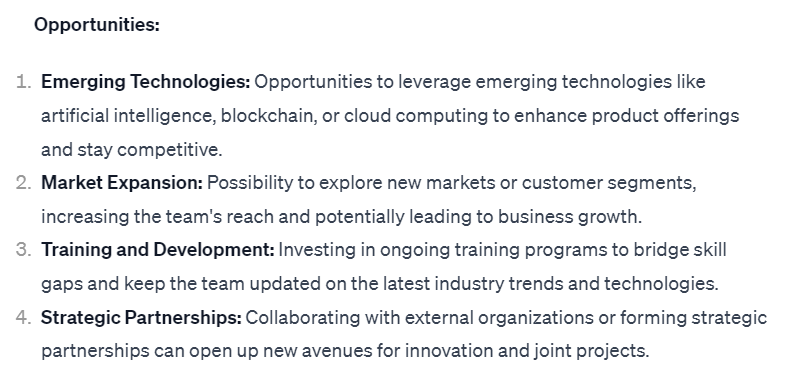 Opportunities:
1. Emerging Technologies: Opportunities to leverage emerging technologies like
artificial intelligence, blockchain, or cloud computing to enhance product offerings
and stay competitive.
2. Market Expansion: Possibility to explore new markets or customer segments,
increasing the team's reach and potentially leading to business growth.
3. Training and Development: Investing in ongoing training programs to bridge skill
gaps and keep the team updated on the latest industry trends and technologies.
4. Strategic Partnerships: Collaborating with external organizations or forming strategic
partnerships can open up new avenues for innovation and joint projects.